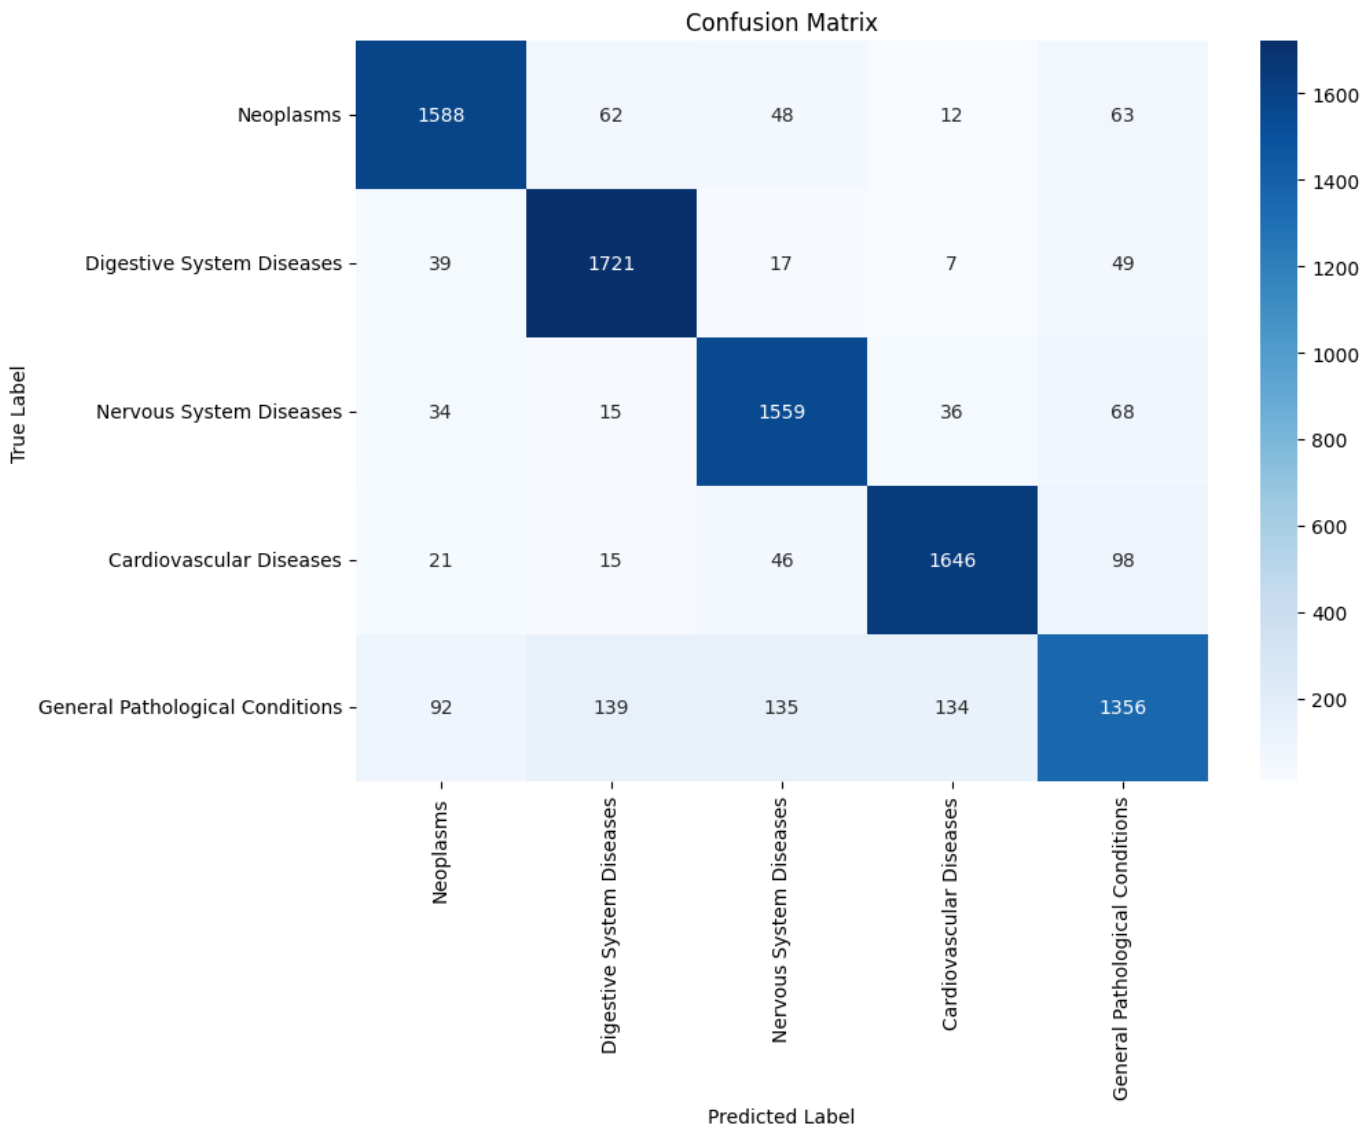 Confusion Matrix
Neoplasms 1588 62 48 12 63
Digestive System Diseases 39 1721 17 7 49
Nervous System Diseases 34 15 1559 36 68
Cardiovascular Diseases 21 15 46 1646 98
General Pathological Conditions 92 139 135 134 1356
True Label
Neoplasms
Digestive System Diseases
Nervous System Diseases
Cardiovascular Diseases
General Pathological Conditions
Predicted Label
1600
1400
1200
1000
800
600
400
200